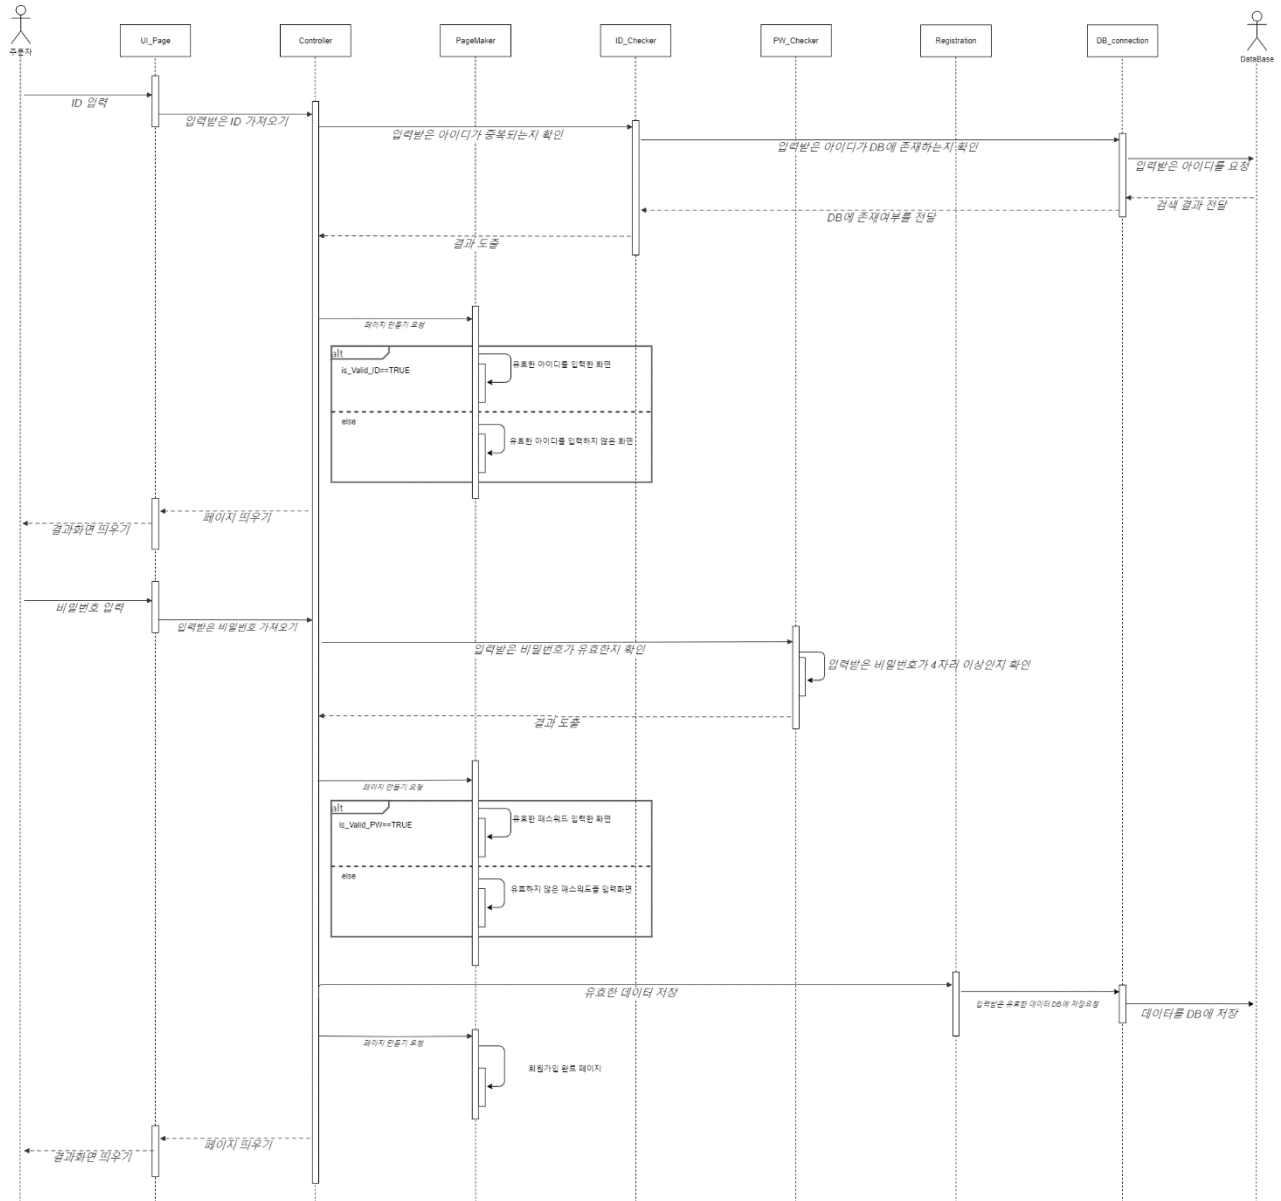 주문자
UI_Page
Controller
PageMaker
ID_Checker
PW_Checker
Registration
DB_connection
DataBase
ID 입력
입력받은 ID 가져오기
입력받은 아이디가 중복되는지 확인
입력받은 아이디가 DB에 존재하는지 확인
입력받은 아이디를 요청
검색 결과 전달
DB에 존재여부를 전달
결과 도출
페이지 만들기 요청
alt
is_Valid_ID==TRUE
유효한 아이디를 입력한 화면
else
유효한 아이디를 입력하지 않은 화면
페이지 띄우기
결과화면 띄우기
비밀번호 입력
입력받은 비밀번호 가져오기
입력받은 비밀번호가 유효한지 확인
입력받은 비밀번호가 4자리 이상인지 확인
결과 도출
페이지 만들기 요청
alt
is_Valid_PW==TRUE
유효한 패스워드 입력한 화면
else
유효하지 않은 패스워드를 입력화면
유효한 데이터 저장
입력받은 유효한 데이터 DB에 저장요청
데이터를 DB에 저장
페이지 만들기 요청
회원가입 완료 페이지
페이지 띄우기
결과화면 띄우기